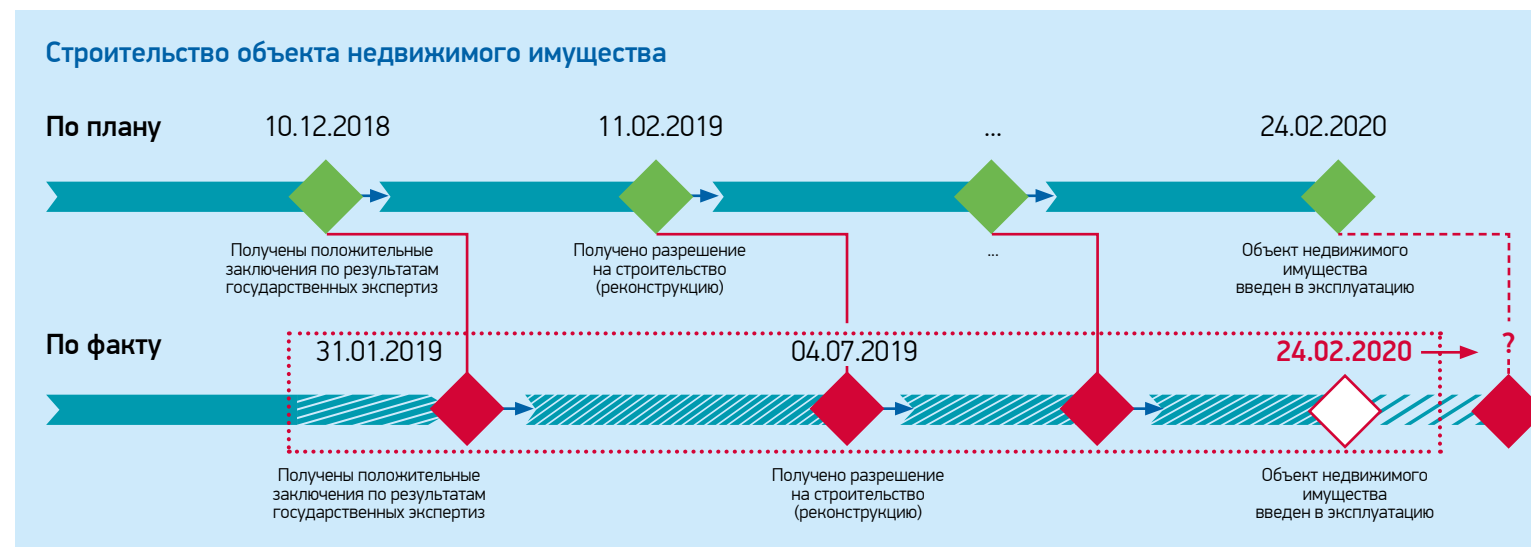 Строительство объекта недвижимого имущества
По плану
10.12.2018
11.02.2019
...
24.02.2020
Получены положительные
заключения по результатам
государственных экспертиз
Получено разрешение
на строительство
(реконструкцию)
...
Объект недвижимого
имущества
введен в эксплуатацию
По факту
31.01.2019
04.07.2019
24.02.2020
?
Получены положительные
заключения по результатам
государственных экспертиз
Получено разрешение
на строительство
(реконструкцию)
Объект недвижимого
имущества
введен в эксплуатацию